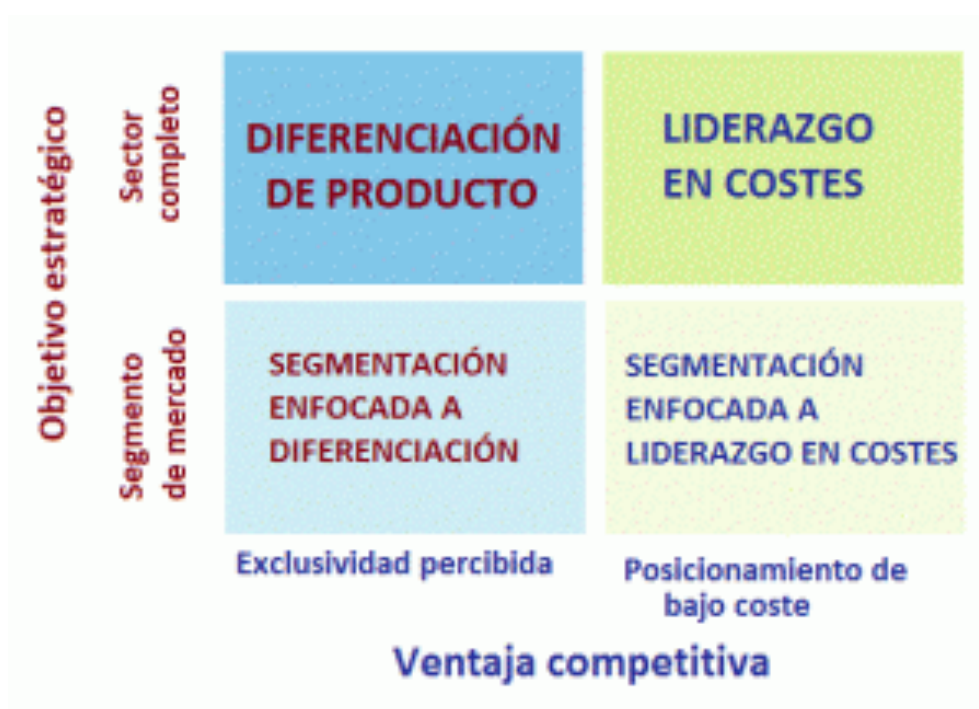 Objetivo estratégico
Sector
completo
DIFERENCIACIÓN
DE PRODUCTO
LIDERAZGO
EN COSTES
Segmento
de mercado
SEGMENTACIÓN
ENFOCADA A
DIFERENCIACIÓN
SEGMENTACIÓN
ENFOCADA A
LIDERAZGO EN COSTES
Exclusividad percibida
Posicionamiento de
bajo coste
Ventaja competitiva